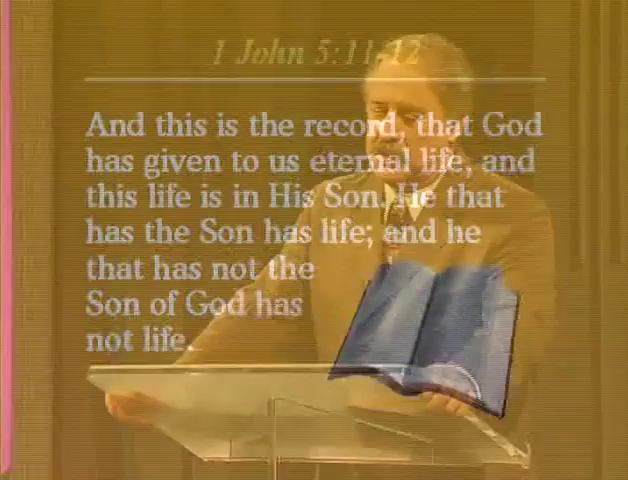 1 John 5:11-12
And this is the record, that God
has given to us eternal life, and
this life is in His Son. He that
has the Son has life; and he
that has not the
Son of God has
not life.